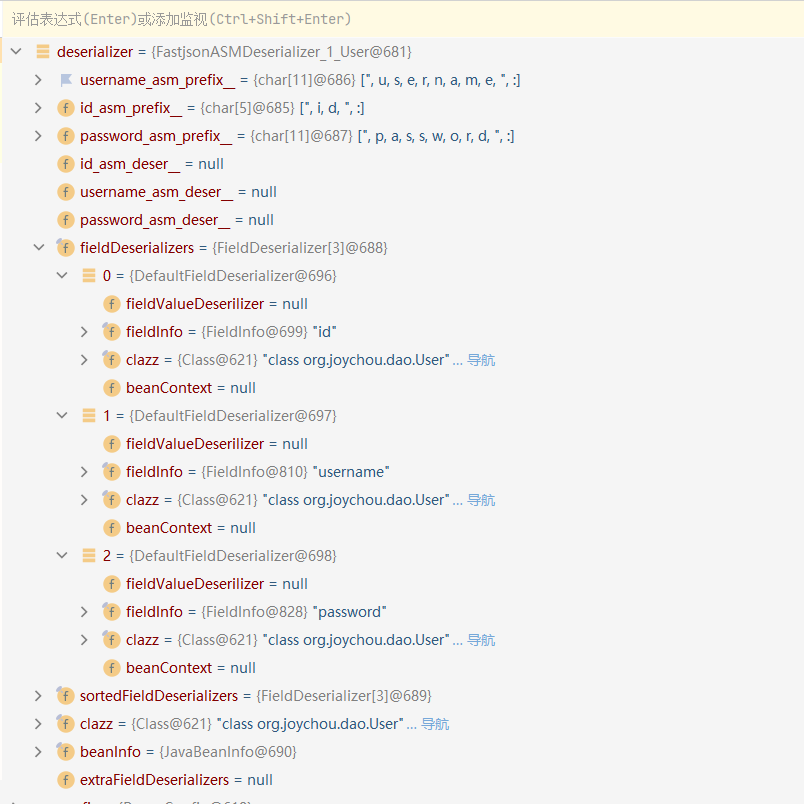 评估表达式(Enter)或添加监视(Ctrl+Shift+Enter)
deserializer = {FastjsonASMDeserializer_1_User@681}
username_asm_prefix__ = {char[11]@686} [", u, s, e, r, n, a, m, e, ", :]
f id_asm_prefix__ = {char[5]@685} [", i, d, ", :]
f password_asm_prefix__ = {char[11]@687} [", p, a, s, s, w, o, r, d, ", :]
f id_asm_deser__ = null
f username_asm_deser__ = null
f password_asm_deser__ = null
f fieldDeserializers = {FieldDeserializer[3]@688}
0 = {DefaultFieldDeserializer@696}
f fieldValueDeserilizer = null
f fieldInfo = {FieldInfo@699} "id"
f clazz = {Class@621} "class org.joychou.dao.User" ... 导航
f beanContext = null
1 = {DefaultFieldDeserializer@697}
f fieldValueDeserilizer = null
f fieldInfo = {FieldInfo@810} "username"
f clazz = {Class@621} "class org.joychou.dao.User" ... 导航
f beanContext = null
2 = {DefaultFieldDeserializer@698}
f fieldValueDeserilizer = null
f fieldInfo = {FieldInfo@828} "password"
f clazz = {Class@621} "class org.joychou.dao.User" ... 导航
f beanContext = null
f sortedFieldDeserializers = {FieldDeserializer[3]@689}
f clazz = {Class@621} "class org.joychou.dao.User" ... 导航
f beanInfo = {JavaBeanInfo@690}
f extraFieldDeserializers = null